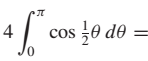 4 ∫₀^π cos ½θ dθ =